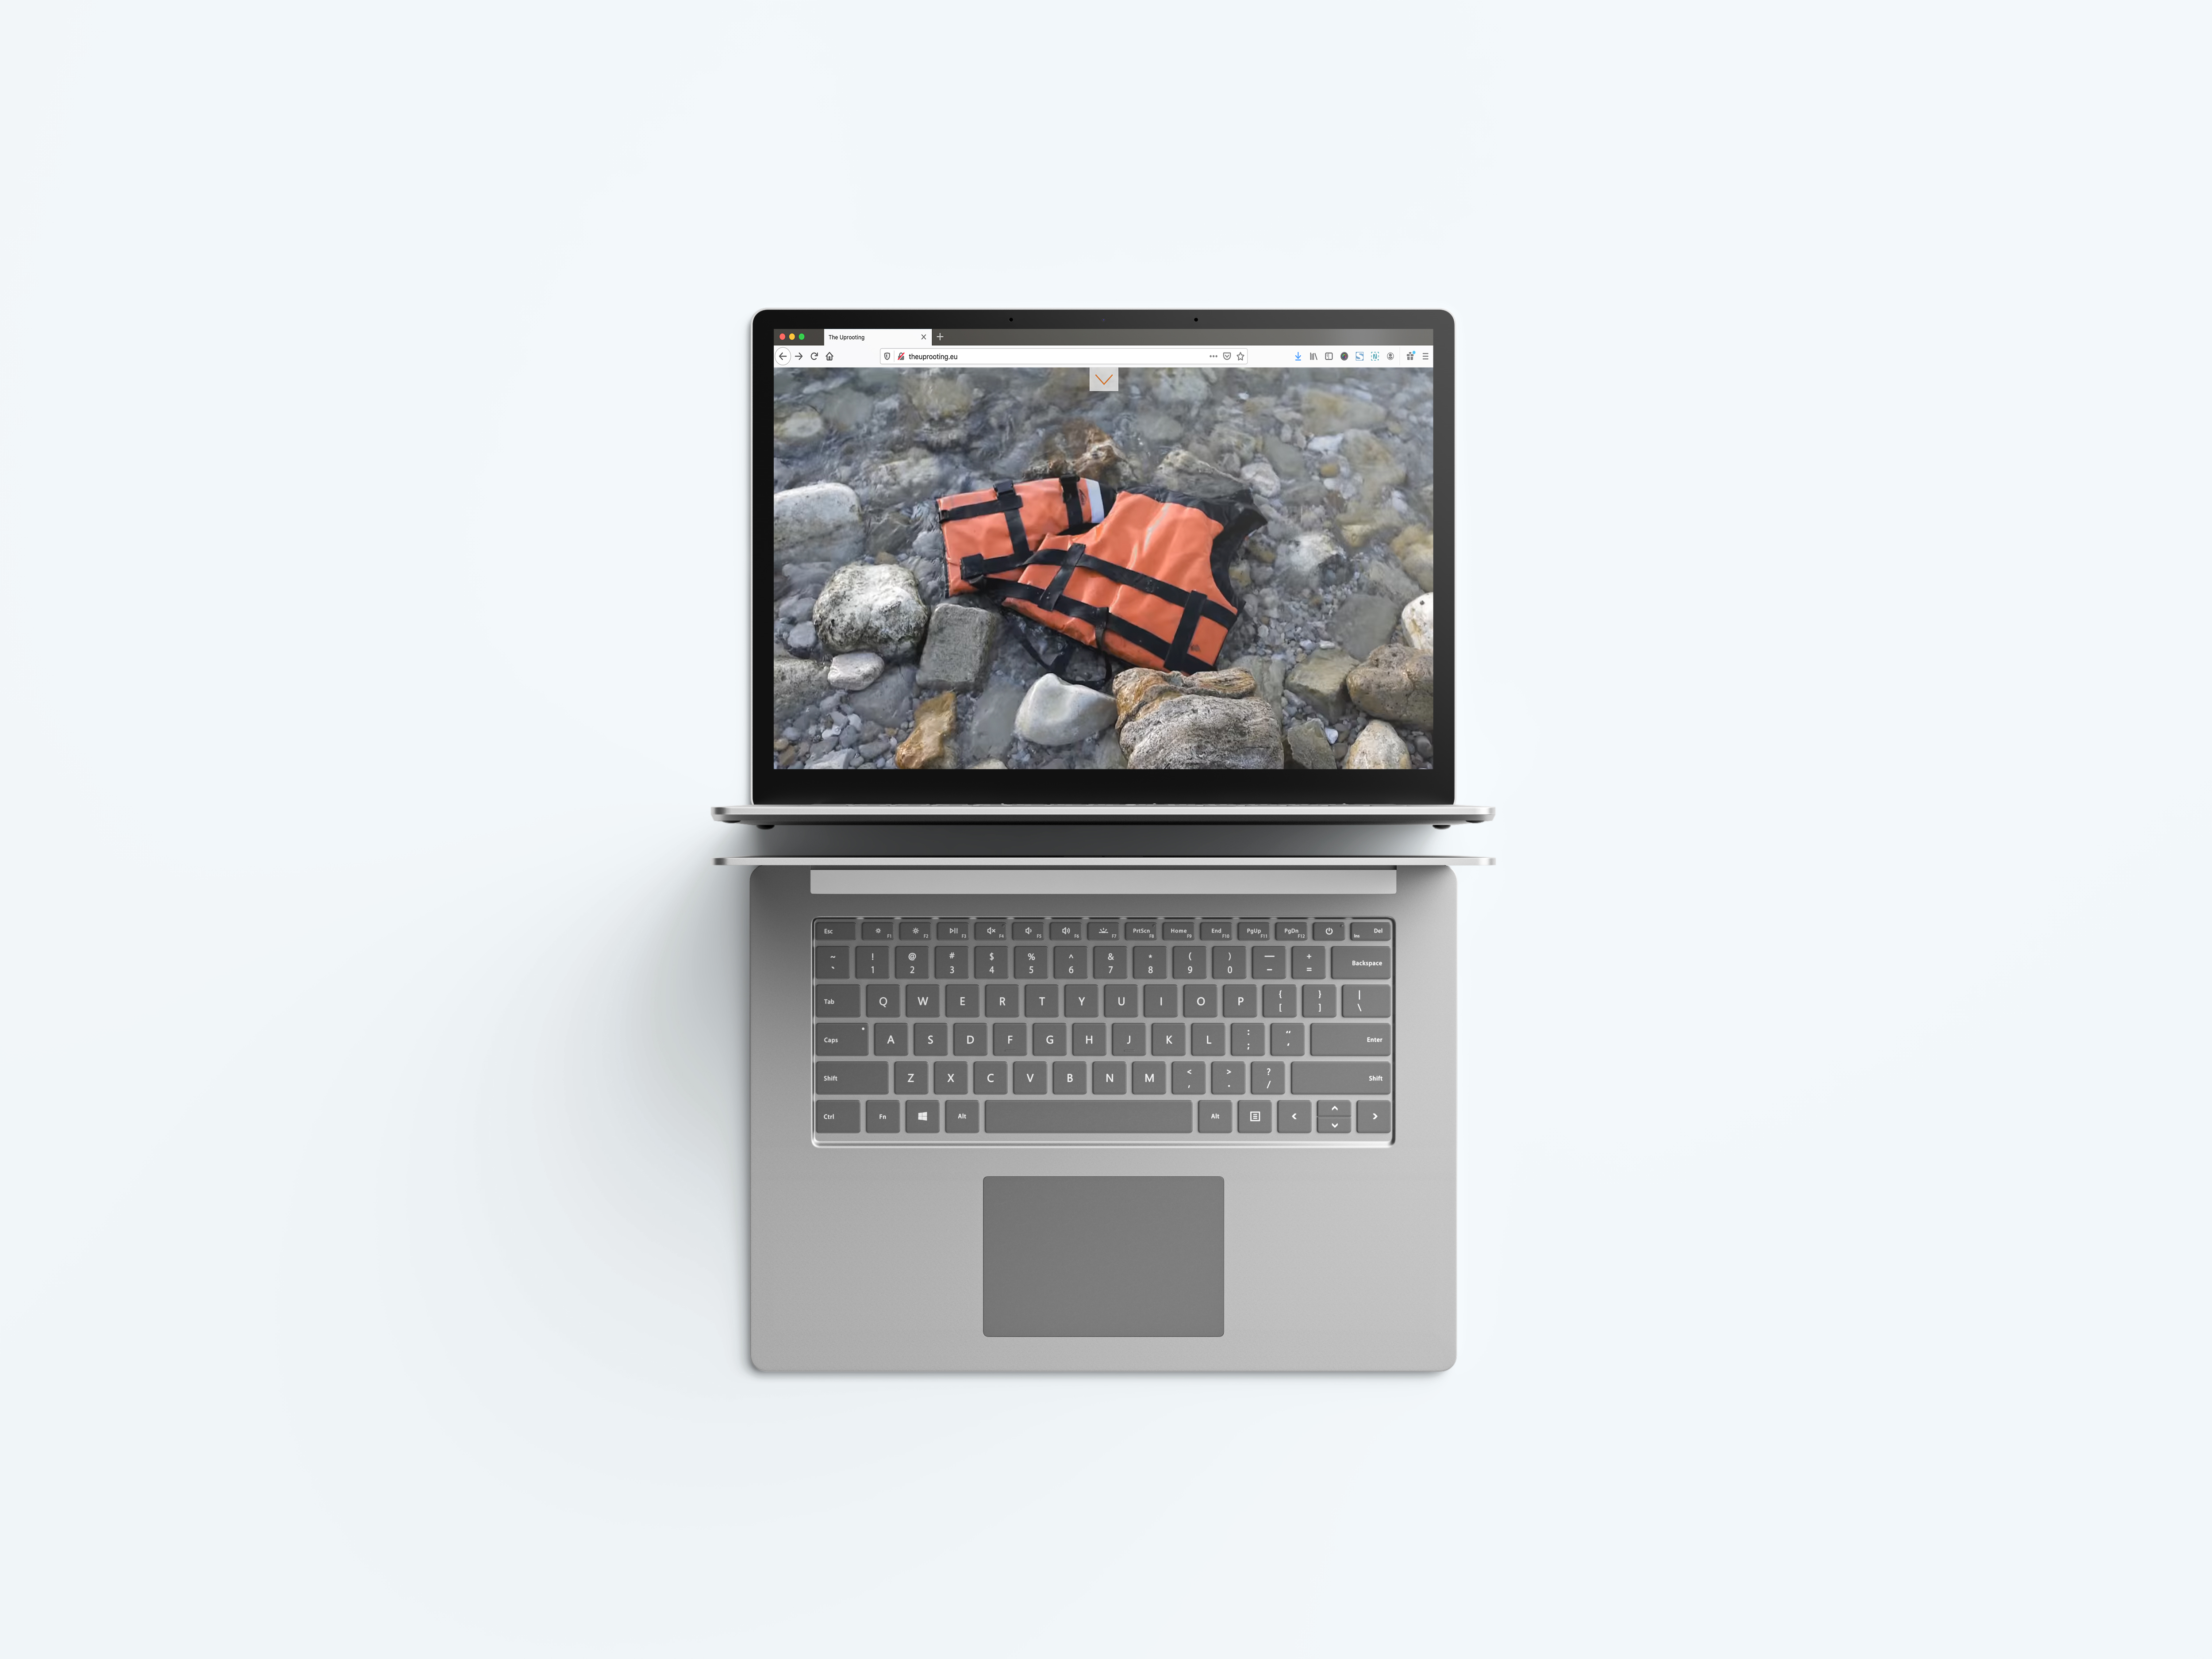 The Uprooting
theuprooting.eu
Esc F1 F2 F3 F4 F5 F6 F7 PrtScn F8 Home F9 End F10 PgUp F11 PgDn F12 Ins Del
~ ` ! 1 @ 2 # 3 $ 4 % 5 ^ 6 & 7 * 8 ( 9 ) 0 — – + = Backspace
Tab Q W E R T Y U I O P { [ } ] | \
Caps A S D F G H J K L : ; " ' Enter
Shift Z X C V B N M < , > . ? / Shift
Ctrl Fn Alt Alt